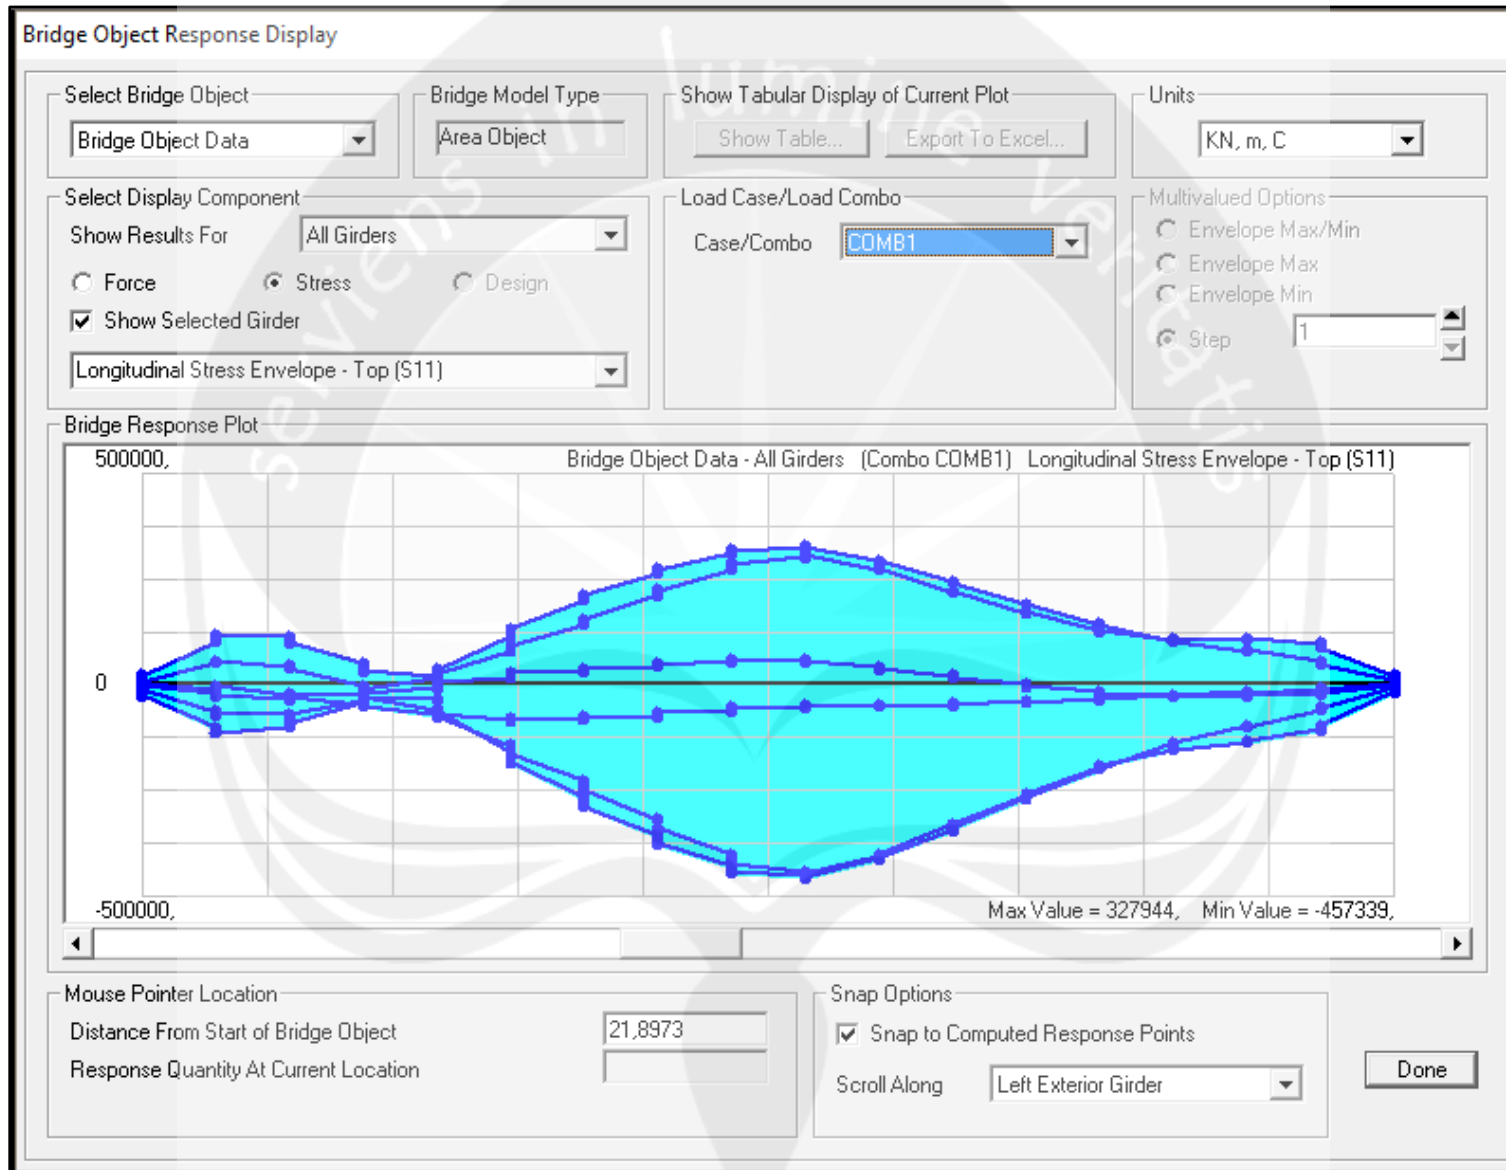 Bridge Object Response Display
Select Bridge Object
Bridge Object Data
Bridge Model Type
Area Object
Show Tabular Display of Current Plot
Show Table...
Export To Excel...
Units
KN, m, C
Select Display Component
Show Results For
All Girders
Force
Stress
Design
Show Selected Girder
Longitudinal Stress Envelope - Top (S11)
Load Case/Load Combo
Case/Combo
COMB1
Multivalued Options
Envelope Max/Min
Envelope Max
Envelope Min
Step
1
serviens in lumine veritatis
Bridge Response Plot
500000,
Bridge Object Data - All Girders (Combo COMB1) Longitudinal Stress Envelope - Top (S11)
0
-500000,
Max Value = 327944, Min Value = -457339,
Mouse Pointer Location
Distance From Start of Bridge Object
21,8973
Response Quantity At Current Location
Snap Options
Snap to Computed Response Points
Scroll Along
Left Exterior Girder
Done